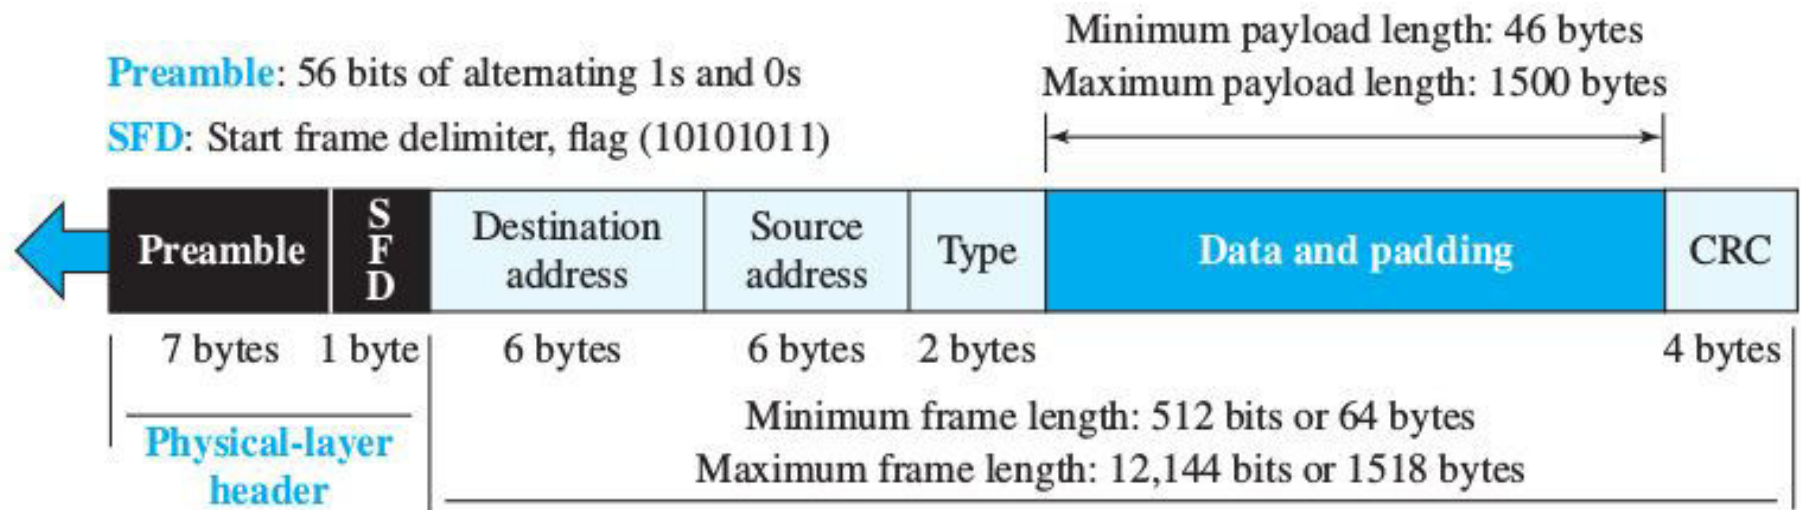 Minimum payload length: 46 bytes
Maximum payload length: 1500 bytes
Preamble: 56 bits of alternating 1s and 0s
SFD: Start frame delimiter, flag (10101011)
Preamble
SFD
Destination address
Source address
Type
Data and padding
CRC
7 bytes
1 byte
6 bytes
6 bytes
2 bytes
4 bytes
Physical-layer header
Minimum frame length: 512 bits or 64 bytes
Maximum frame length: 12,144 bits or 1518 bytes